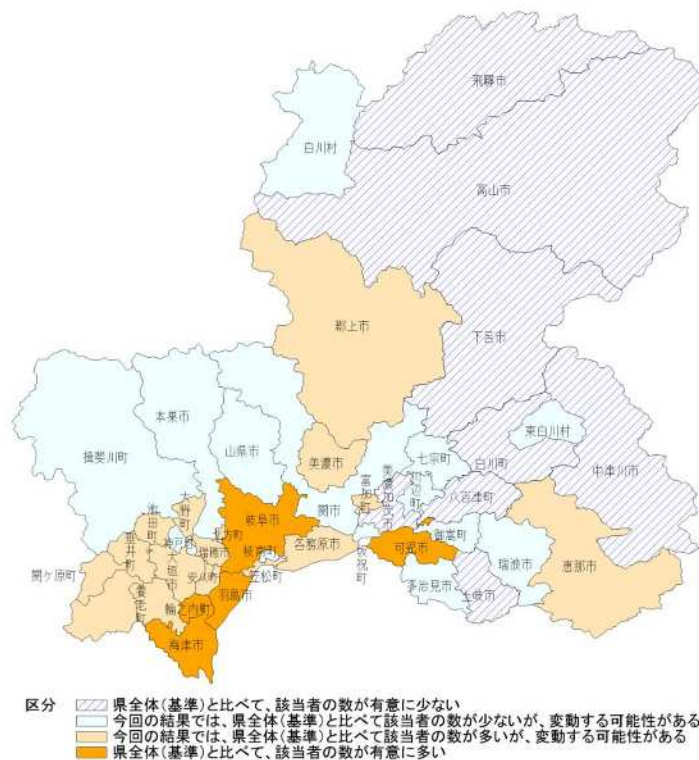 飛騨市
白川村
高山市
郡上市
下呂市
本巣市
揖斐川町
山県市
東白川村
美濃市
七宗町
白川町
中津川市
富加町
美濃加茂市
川辺町
八百津町
大野町
池田町
関市
岐阜市
北方町
神戸町
瑞穂市
岐南町
各務原市
可児市
御嵩町
垂井町
大垣市
関ケ原町
安八町
笠松町
坂祝町
瑞浪市
恵那市
養老町
輪之内町
羽島市
多治見市
土岐市
海津市
区分
県全体(基準)と比べて、該当者の数が有意に少ない
今回の結果では、県全体(基準)と比べて該当者の数が少ないが、変動する可能性がある
今回の結果では、県全体(基準)と比べて該当者の数が多いが、変動する可能性がある
県全体(基準)と比べて、該当者の数が有意に多い